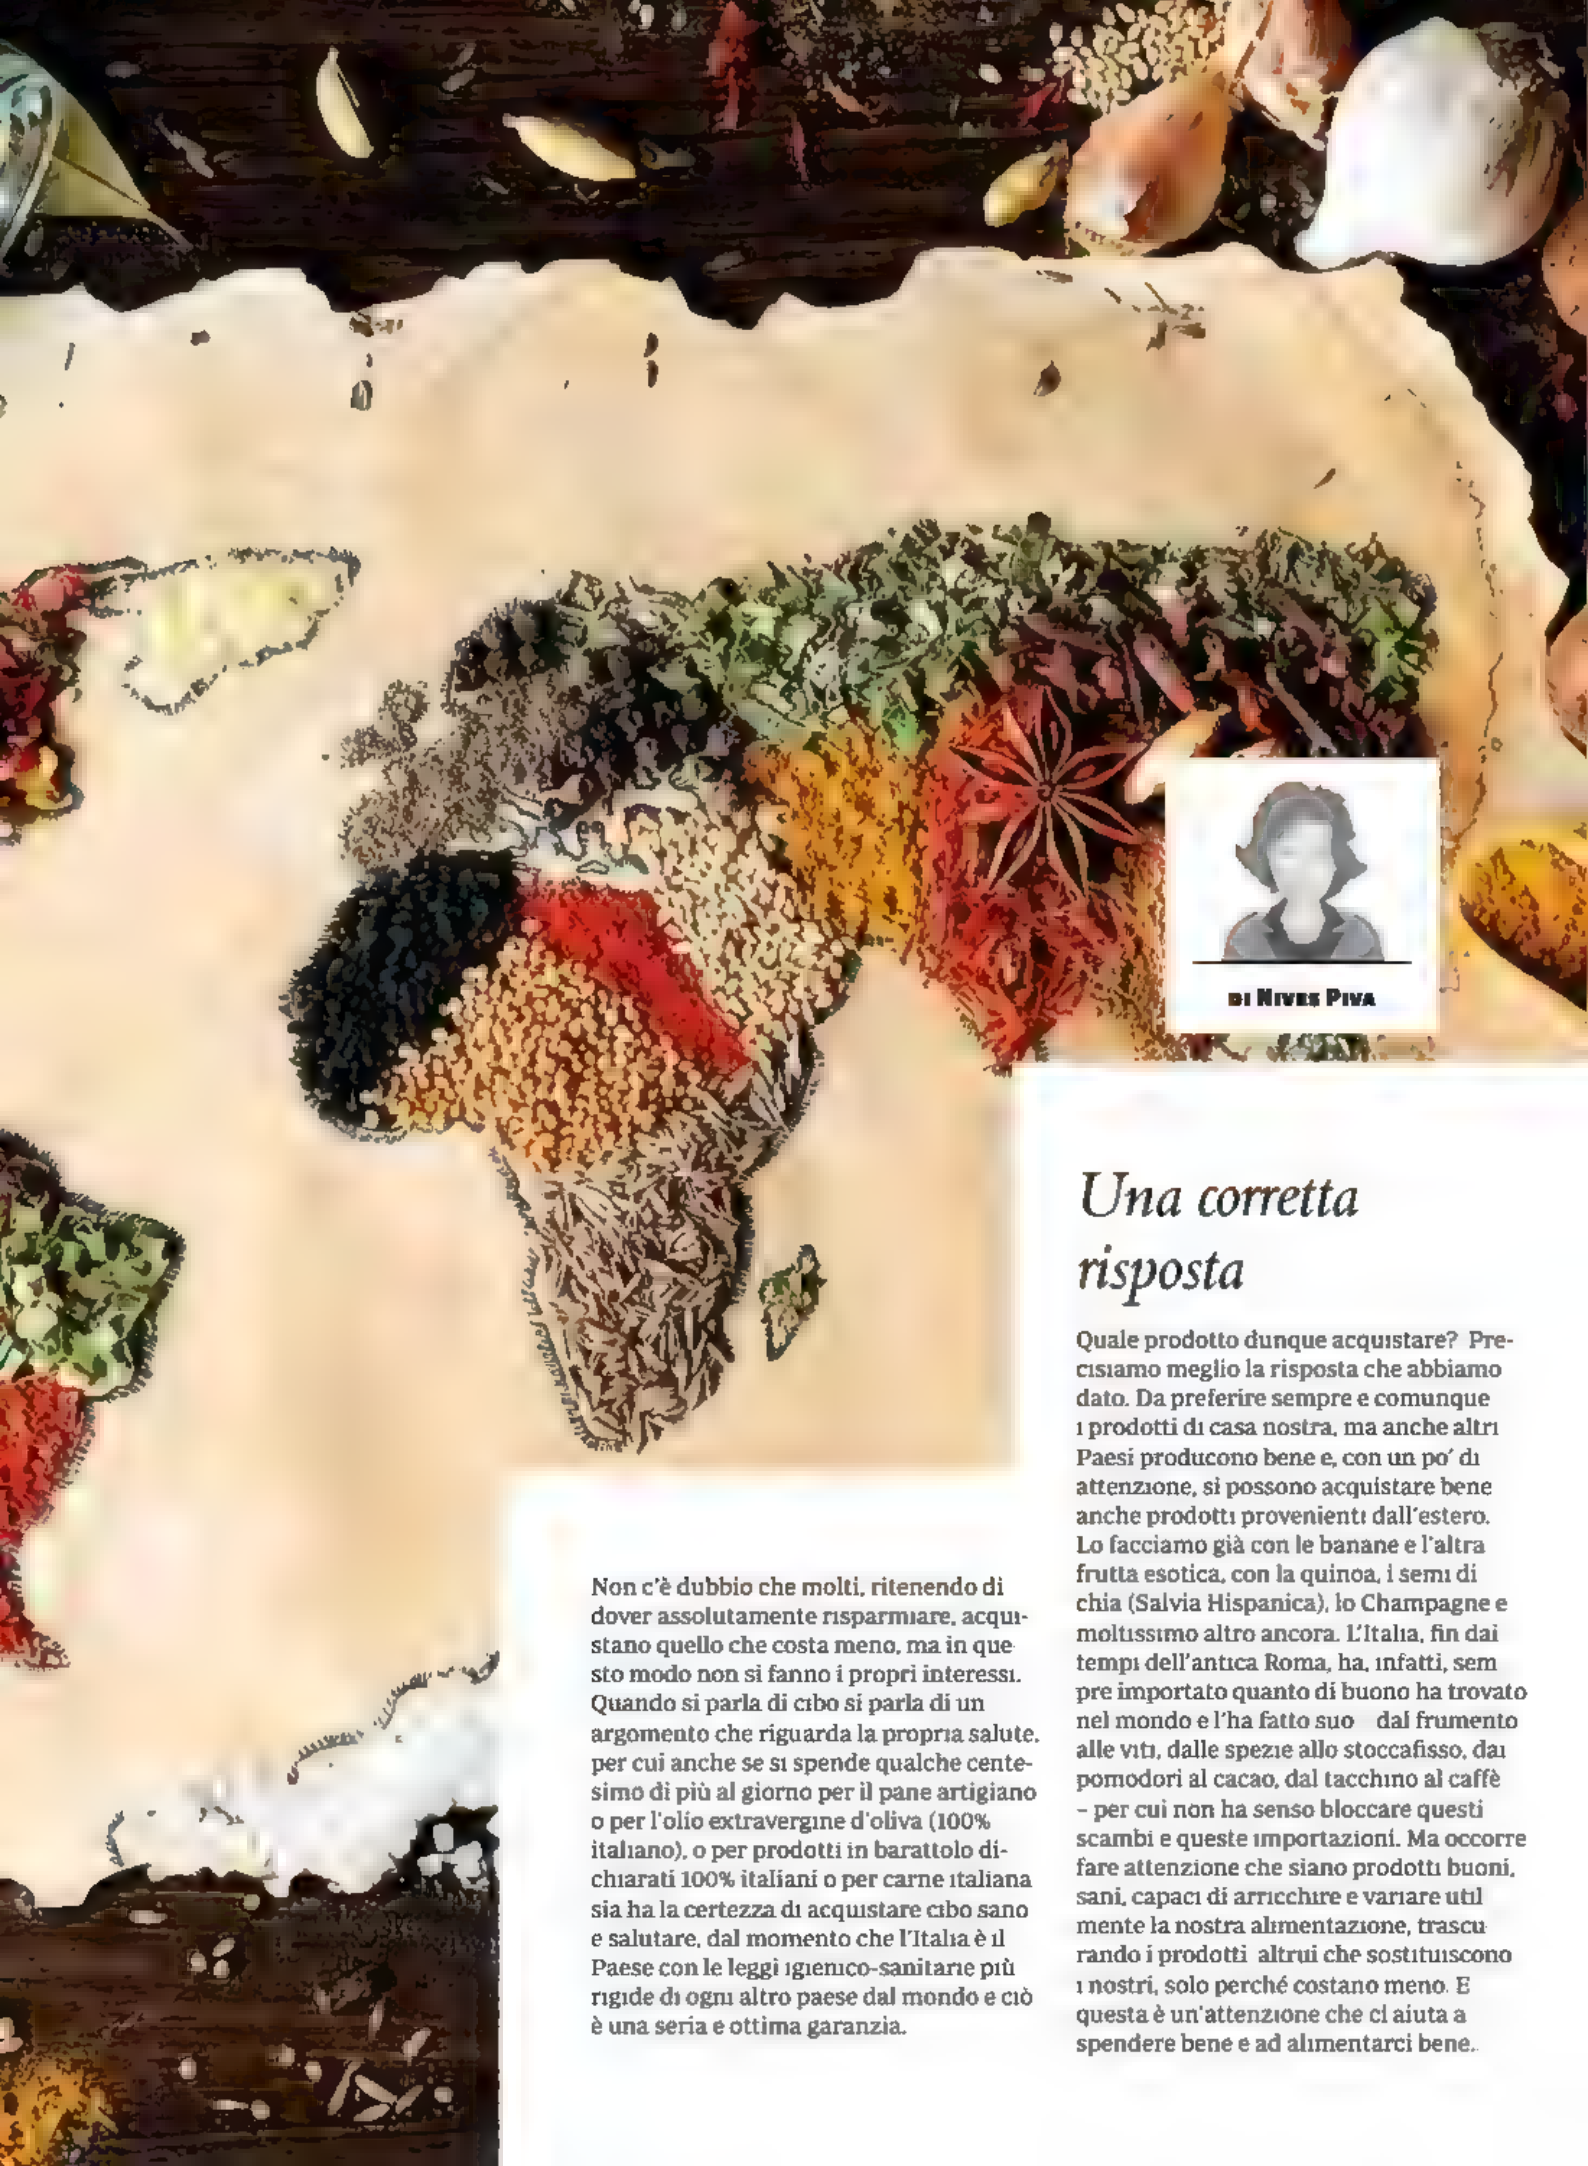 DI NIVES PIVA
Non c'è dubbio che molti, ritenendo di
dover assolutamente risparmiare, acqui-
stano quello che costa meno, ma in que
sto modo non si fanno i propri interessi.
Quando si parla di cibo si parla di un
argomento che riguarda la propria salute,
per cui anche se si spende qualche cente-
simo di più al giorno per il pane artigiano
o per l'olio extravergine d'oliva (100%
italiano), o per prodotti in barattolo di-
chiarati 100% italiani o per carne italiana
sia ha la certezza di acquistare cibo sano
e salutare, dal momento che l'Italia è il
Paese con le leggi igienico-sanitarie più
rigide di ogni altro paese dal mondo e ciò
è una seria e ottima garanzia.
Una corretta
risposta
Quale prodotto dunque acquistare? Pre-
cisiamo meglio la risposta che abbiamo
dato. Da preferire sempre e comunque
i prodotti di casa nostra, ma anche altri
Paesi producono bene e, con un po' di
attenzione, si possono acquistare bene
anche prodotti provenienti dall'estero.
Lo facciamo già con le banane e l'altra
frutta esotica, con la quinoa, i semi di
chia (Salvia Hispanica), lo Champagne e
moltissimo altro ancora. L'Italia, fin dai
tempi dell'antica Roma, ha, infatti, sem
pre importato quanto di buono ha trovato
nel mondo e l'ha fatto suo dal frumento
alle viti, dalle spezie allo stoccafisso, dai
pomodori al cacao, dal tacchino al caffè
– per cui non ha senso bloccare questi
scambi e queste importazioni. Ma occorre
fare attenzione che siano prodotti buoni,
sani, capaci di arricchire e variare util
mente la nostra alimentazione, trascu
rando i prodotti altrui che sostituiscono
i nostri, solo perché costano meno. E
questa è un'attenzione che ci aiuta a
spendere bene e ad alimentarci bene.